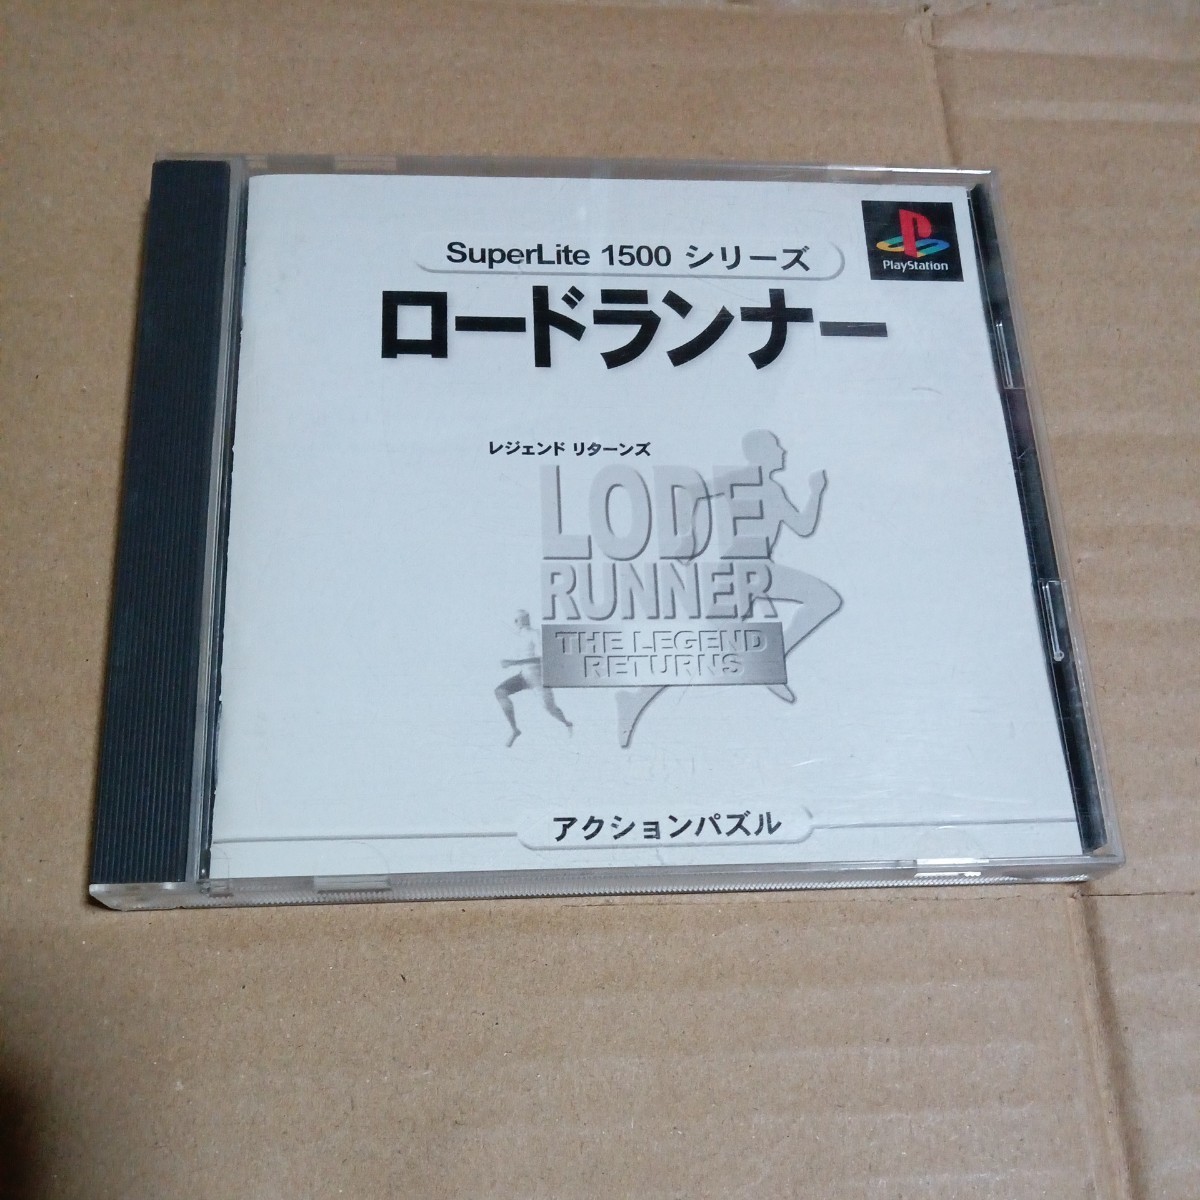 SuperLite 1500 シリーズ
PlayStation
ロードランナー
レジェンド リターンズ
LODE
RUNNER
THE LEGEND
RETURNS
アクションパズル